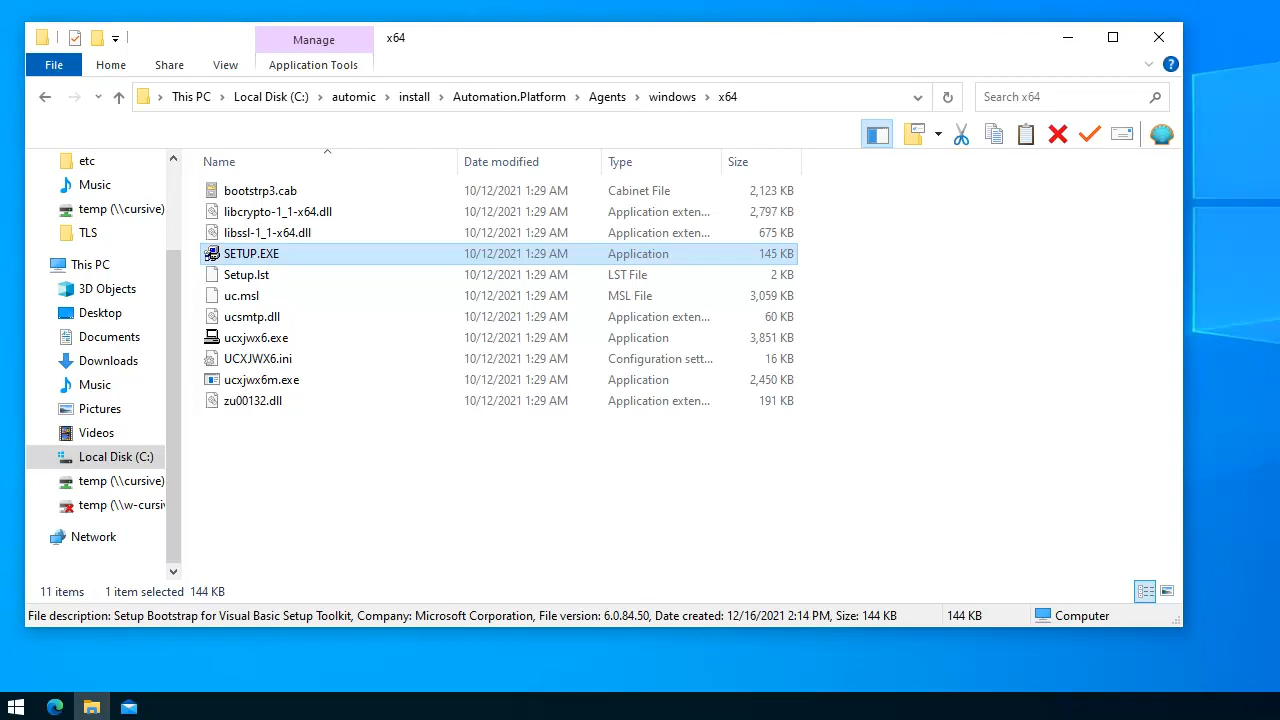 Manage
x64
File
Home
Share
View
Application Tools
This PC
Local Disk (C:)
automic
install
Automation.Platform
Agents
windows
x64
Search x64
Name
Date modified
Type
Size
etc
Music
temp (\\cursive)
TLS
This PC
3D Objects
Desktop
Documents
Downloads
Music
Pictures
Videos
Local Disk (C:)
temp (\\cursive)
temp (\\w-cursiv
Network
bootstrp3.cab 10/12/2021 1:29 AM Cabinet File 2,123 KB
libcrypto-1_1-x64.dll 10/12/2021 1:29 AM Application exten... 2,797 KB
libssl-1_1-x64.dll 10/12/2021 1:29 AM Application exten... 675 KB
SETUP.EXE 10/12/2021 1:29 AM Application 145 KB
Setup.lst 10/12/2021 1:29 AM LST File 2 KB
uc.msl 10/12/2021 1:29 AM MSL File 3,059 KB
ucsmtp.dll 10/12/2021 1:29 AM Application exten... 60 KB
ucxjwx6.exe 10/12/2021 1:29 AM Application 3,851 KB
UCXJWX6.ini 10/12/2021 1:29 AM Configuration sett... 16 KB
ucxjwx6m.exe 10/12/2021 1:29 AM Application 2,450 KB
zu00132.dll 10/12/2021 1:29 AM Application exten... 191 KB
11 items
1 item selected 144 KB
File description: Setup Bootstrap for Visual Basic Setup Toolkit, Company: Microsoft Corporation, File version: 6.0.84.50, Date created: 12/16/2021 2:14 PM, Size: 144 KB
144 KB
Computer